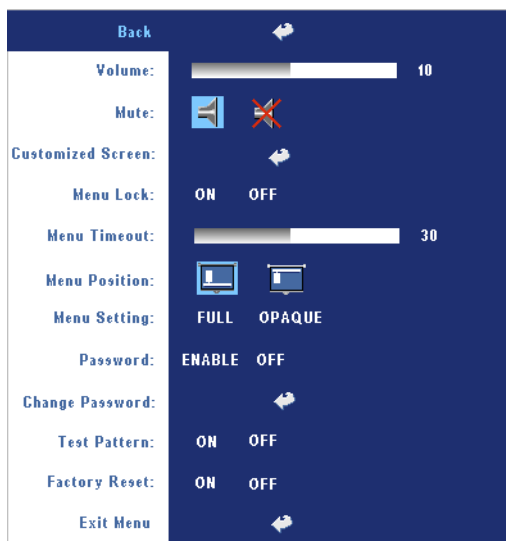 Back
Volume: 10
Mute:
Customized Screen:
Menu Lock: ON OFF
Menu Timeout: 30
Menu Position:
Menu Setting: FULL OPAQUE
Password: ENABLE OFF
Change Password:
Test Pattern: ON OFF
Factory Reset: ON OFF
Exit Menu